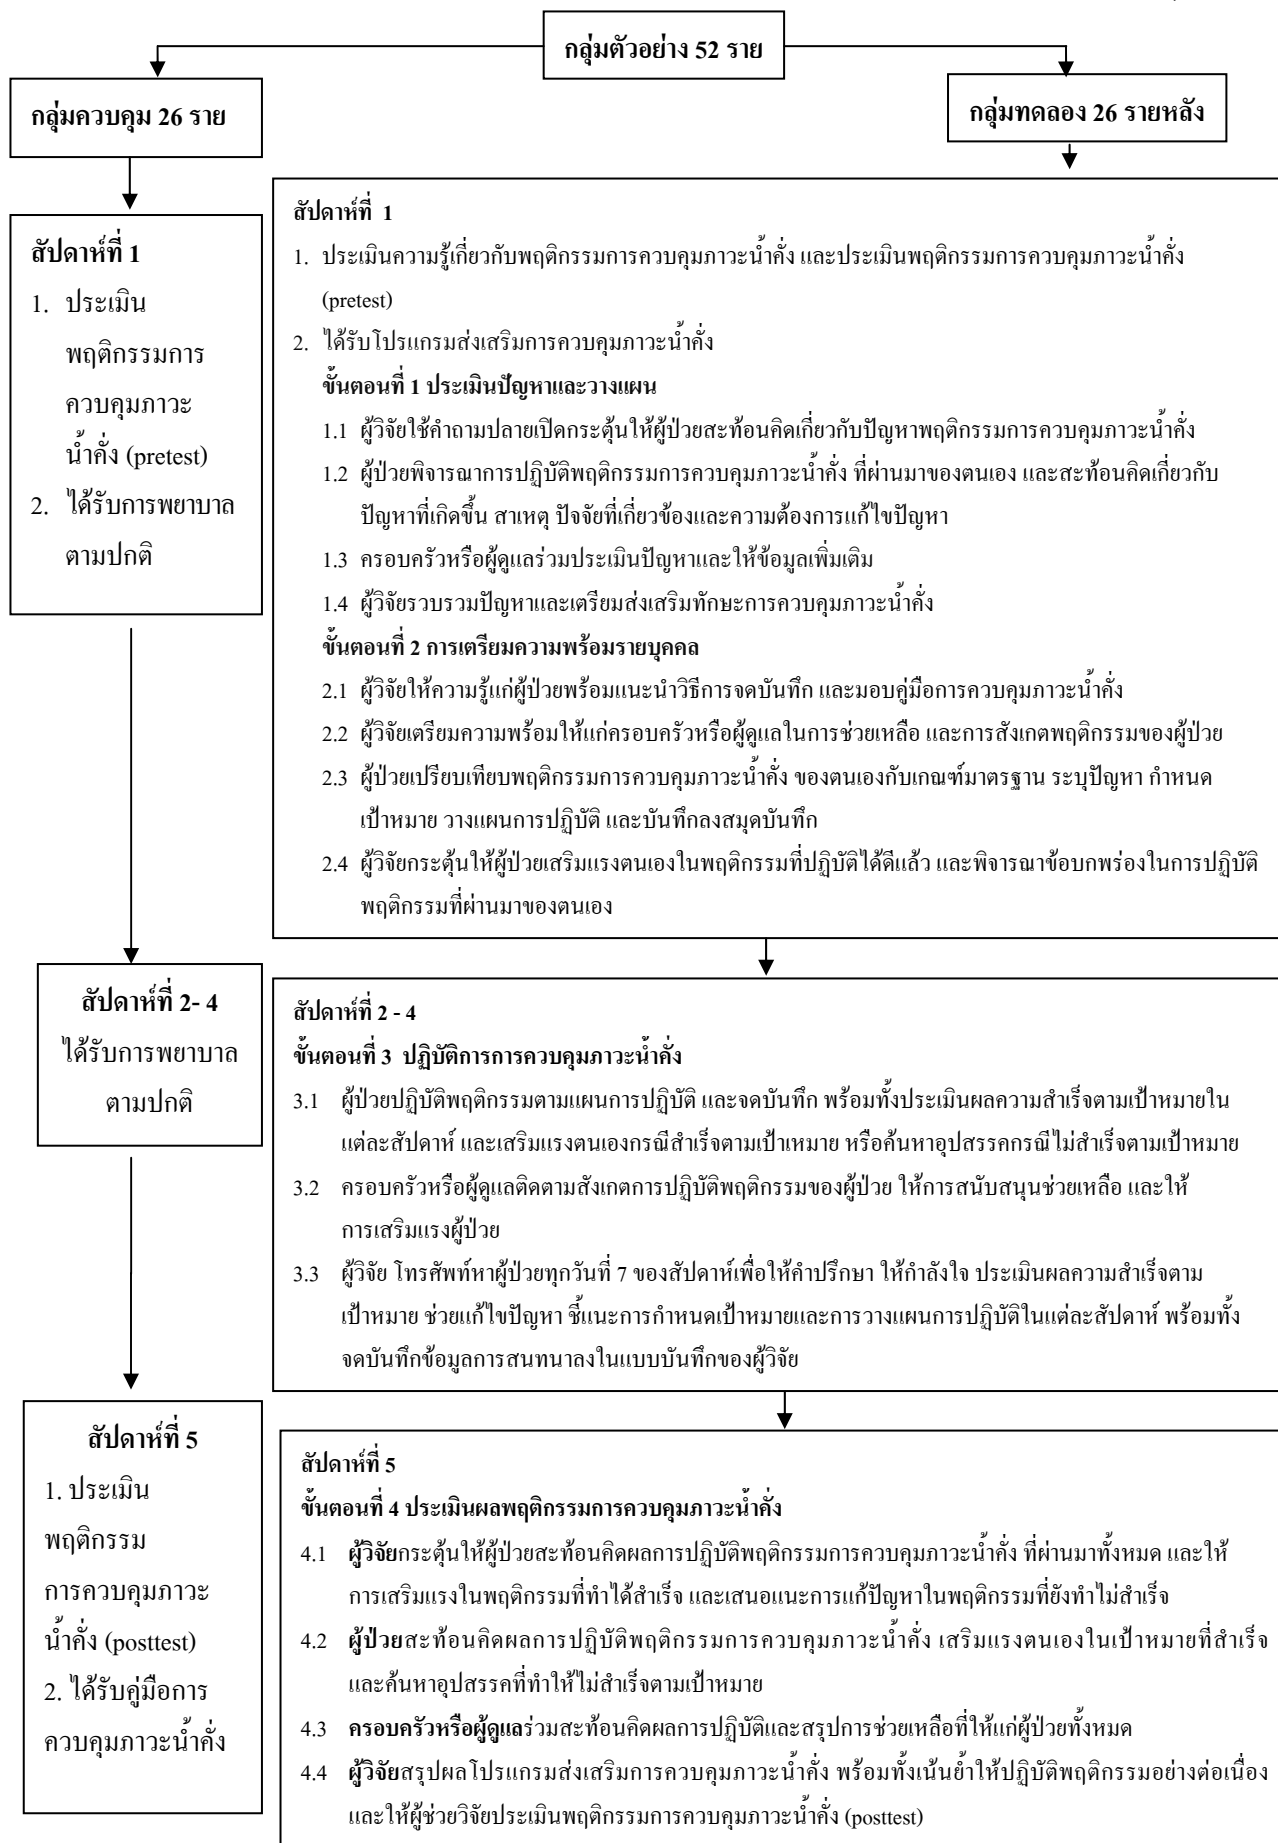 กลุ่มตัวอย่าง 52 ราย
กลุ่มควบคุม 26 ราย
กลุ่มทดลอง 26 รายหลัง
สัปดาห์ที่ 1
1. ประเมิน
พฤติกรรมการ
ควบคุมภาวะ
น้ำคั่ง (pretest)
2. ได้รับการพยาบาล
ตามปกติ
สัปดาห์ที่ 1
1. ประเมินความรู้เกี่ยวกับพฤติกรรมการควบคุมภาวะน้ำคั่ง และประเมินพฤติกรรมการควบคุมภาวะน้ำคั่ง
(pretest)
2. ได้รับโปรแกรมส่งเสริมการควบคุมภาวะน้ำคั่ง
ขั้นตอนที่ 1 ประเมินปัญหาและวางแผน
1.1 ผู้วิจัยใช้คำถามปลายเปิดกระตุ้นให้ผู้ป่วยสะท้อนคิดเกี่ยวกับปัญหาพฤติกรรมการควบคุมภาวะน้ำคั่ง
1.2 ผู้ป่วยพิจารณาการปฏิบัติพฤติกรรมการควบคุมภาวะน้ำคั่ง ที่ผ่านมาของตนเอง และสะท้อนคิดเกี่ยวกับ
ปัญหาที่เกิดขึ้น สาเหตุ ปัจจัยที่เกี่ยวข้องและความต้องการแก้ไขปัญหา
1.3 ครอบครัวหรือผู้ดูแลร่วมประเมินปัญหาและให้ข้อมูลเพิ่มเติม
1.4 ผู้วิจัยรวบรวมปัญหาและเตรียมส่งเสริมทักษะการควบคุมภาวะน้ำคั่ง
ขั้นตอนที่ 2 การเตรียมความพร้อมรายบุคคล
2.1 ผู้วิจัยให้ความรู้แก่ผู้ป่วยพร้อมแนะนำวิธีการจดบันทึก และมอบคู่มือการควบคุมภาวะน้ำคั่ง
2.2 ผู้วิจัยเตรียมความพร้อมให้แก่ครอบครัวหรือผู้ดูแลในการช่วยเหลือ และการสังเกตพฤติกรรมของผู้ป่วย
2.3 ผู้ป่วยเปรียบเทียบพฤติกรรมการควบคุมภาวะน้ำคั่ง ของตนเองกับเกณฑ์มาตรฐาน ระบุปัญหา กำหนด
เป้าหมาย วางแผนการปฏิบัติ และบันทึกลงสมุดบันทึก
2.4 ผู้วิจัยกระตุ้นให้ผู้ป่วยเสริมแรงตนเองในพฤติกรรมที่ปฏิบัติได้ดีแล้ว และพิจารณาข้อบกพร่องในการปฏิบัติ
พฤติกรรมที่ผ่านมาของตนเอง
สัปดาห์ที่ 2- 4
ได้รับการพยาบาล
ตามปกติ
สัปดาห์ที่ 2 - 4
ขั้นตอนที่ 3 ปฏิบัติการการควบคุมภาวะน้ำคั่ง
3.1 ผู้ป่วยปฏิบัติพฤติกรรมตามแผนการปฏิบัติ และจดบันทึก พร้อมทั้งประเมินผลความสำเร็จตามเป้าหมายใน
แต่ละสัปดาห์ และเสริมแรงตนเองกรณีสำเร็จตามเป้าเหมาย หรือค้นหาอุปสรรคกรณีไม่สำเร็จตามเป้าหมาย
3.2 ครอบครัวหรือผู้ดูแลติดตามสังเกตการปฏิบัติพฤติกรรมของผู้ป่วย ให้การสนับสนุนช่วยเหลือ และให้
การเสริมแรงผู้ป่วย
3.3 ผู้วิจัย โทรศัพท์หาผู้ป่วยทุกวันที่ 7 ของสัปดาห์เพื่อให้คำปรึกษา ให้กำลังใจ ประเมินผลความสำเร็จตาม
เป้าหมาย ช่วยแก้ไขปัญหา ชี้แนะการกำหนดเป้าหมายและการวางแผนการปฏิบัติในแต่ละสัปดาห์ พร้อมทั้ง
จดบันทึกข้อมูลการสนทนาลงในแบบบันทึกของผู้วิจัย
สัปดาห์ที่ 5
1. ประเมิน
พฤติกรรม
การควบคุมภาวะ
น้ำคั่ง (posttest)
2. ได้รับคู่มือการ
ควบคุมภาวะน้ำคั่ง
สัปดาห์ที่ 5
ขั้นตอนที่ 4 ประเมินผลพฤติกรรมการควบคุมภาวะน้ำคั่ง
4.1 ผู้วิจัยกระตุ้นให้ผู้ป่วยสะท้อนคิดผลการปฏิบัติพฤติกรรมการควบคุมภาวะน้ำคั่ง ที่ผ่านมาทั้งหมด และให้
การเสริมแรงในพฤติกรรมที่ทำได้สำเร็จ และเสนอแนะการแก้ปัญหาในพฤติกรรมที่ยังทำไม่สำเร็จ
4.2 ผู้ป่วยสะท้อนคิดผลการปฏิบัติพฤติกรรมการควบคุมภาวะน้ำคั่ง เสริมแรงตนเองในเป้าหมายที่สำเร็จ
และค้นหาอุปสรรคที่ทำให้ไม่สำเร็จตามเป้าหมาย
4.3 ครอบครัวหรือผู้ดูแลร่วมสะท้อนคิดผลการปฏิบัติและสรุปการช่วยเหลือที่ให้แก่ผู้ป่วยทั้งหมด
4.4 ผู้วิจัยสรุปผลโปรแกรมส่งเสริมการควบคุมภาวะน้ำคั่ง พร้อมทั้งเน้นย้ำให้ปฏิบัติพฤติกรรมอย่างต่อเนื่อง
และให้ผู้ช่วยวิจัยประเมินพฤติกรรมการควบคุมภาวะน้ำคั่ง (posttest)